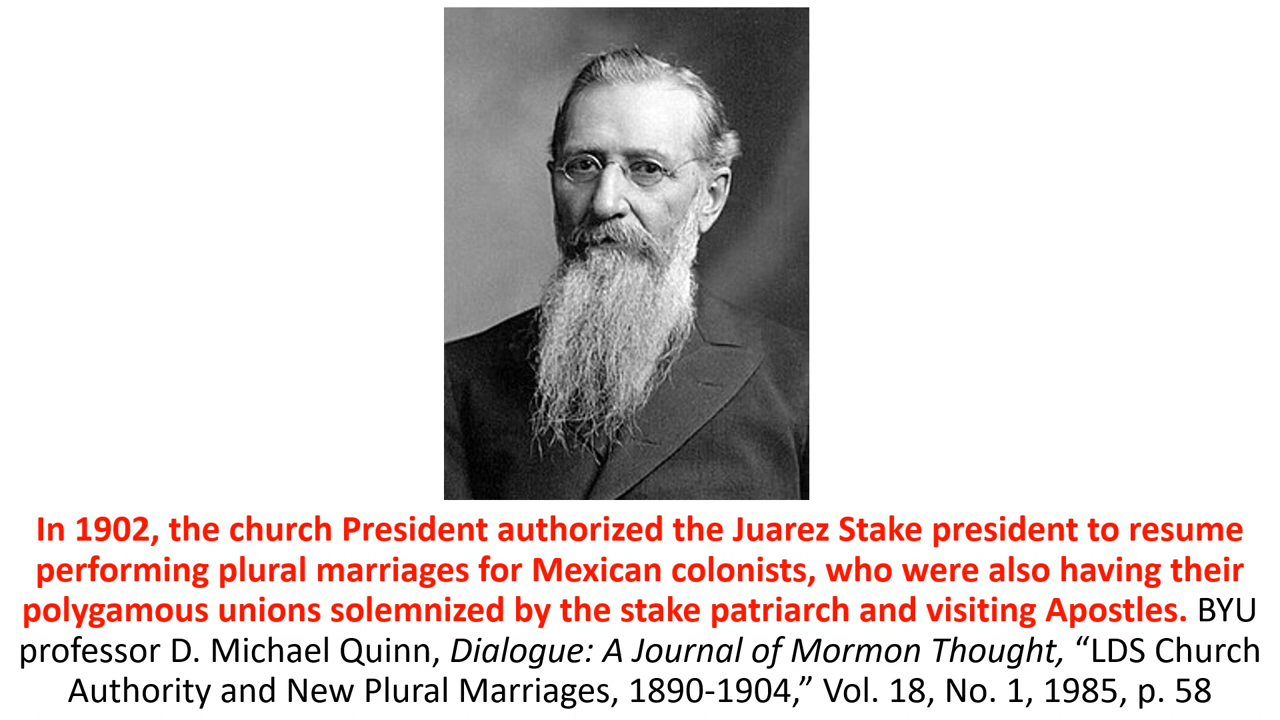 In 1902, the church President authorized the Juarez Stake president to resume
performing plural marriages for Mexican colonists, who were also having their
polygamous unions solemnized by the stake patriarch and visiting Apostles. BYU
professor D. Michael Quinn, Dialogue: A Journal of Mormon Thought, “LDS Church
Authority and New Plural Marriages, 1890-1904,” Vol. 18, No. 1, 1985, p. 58